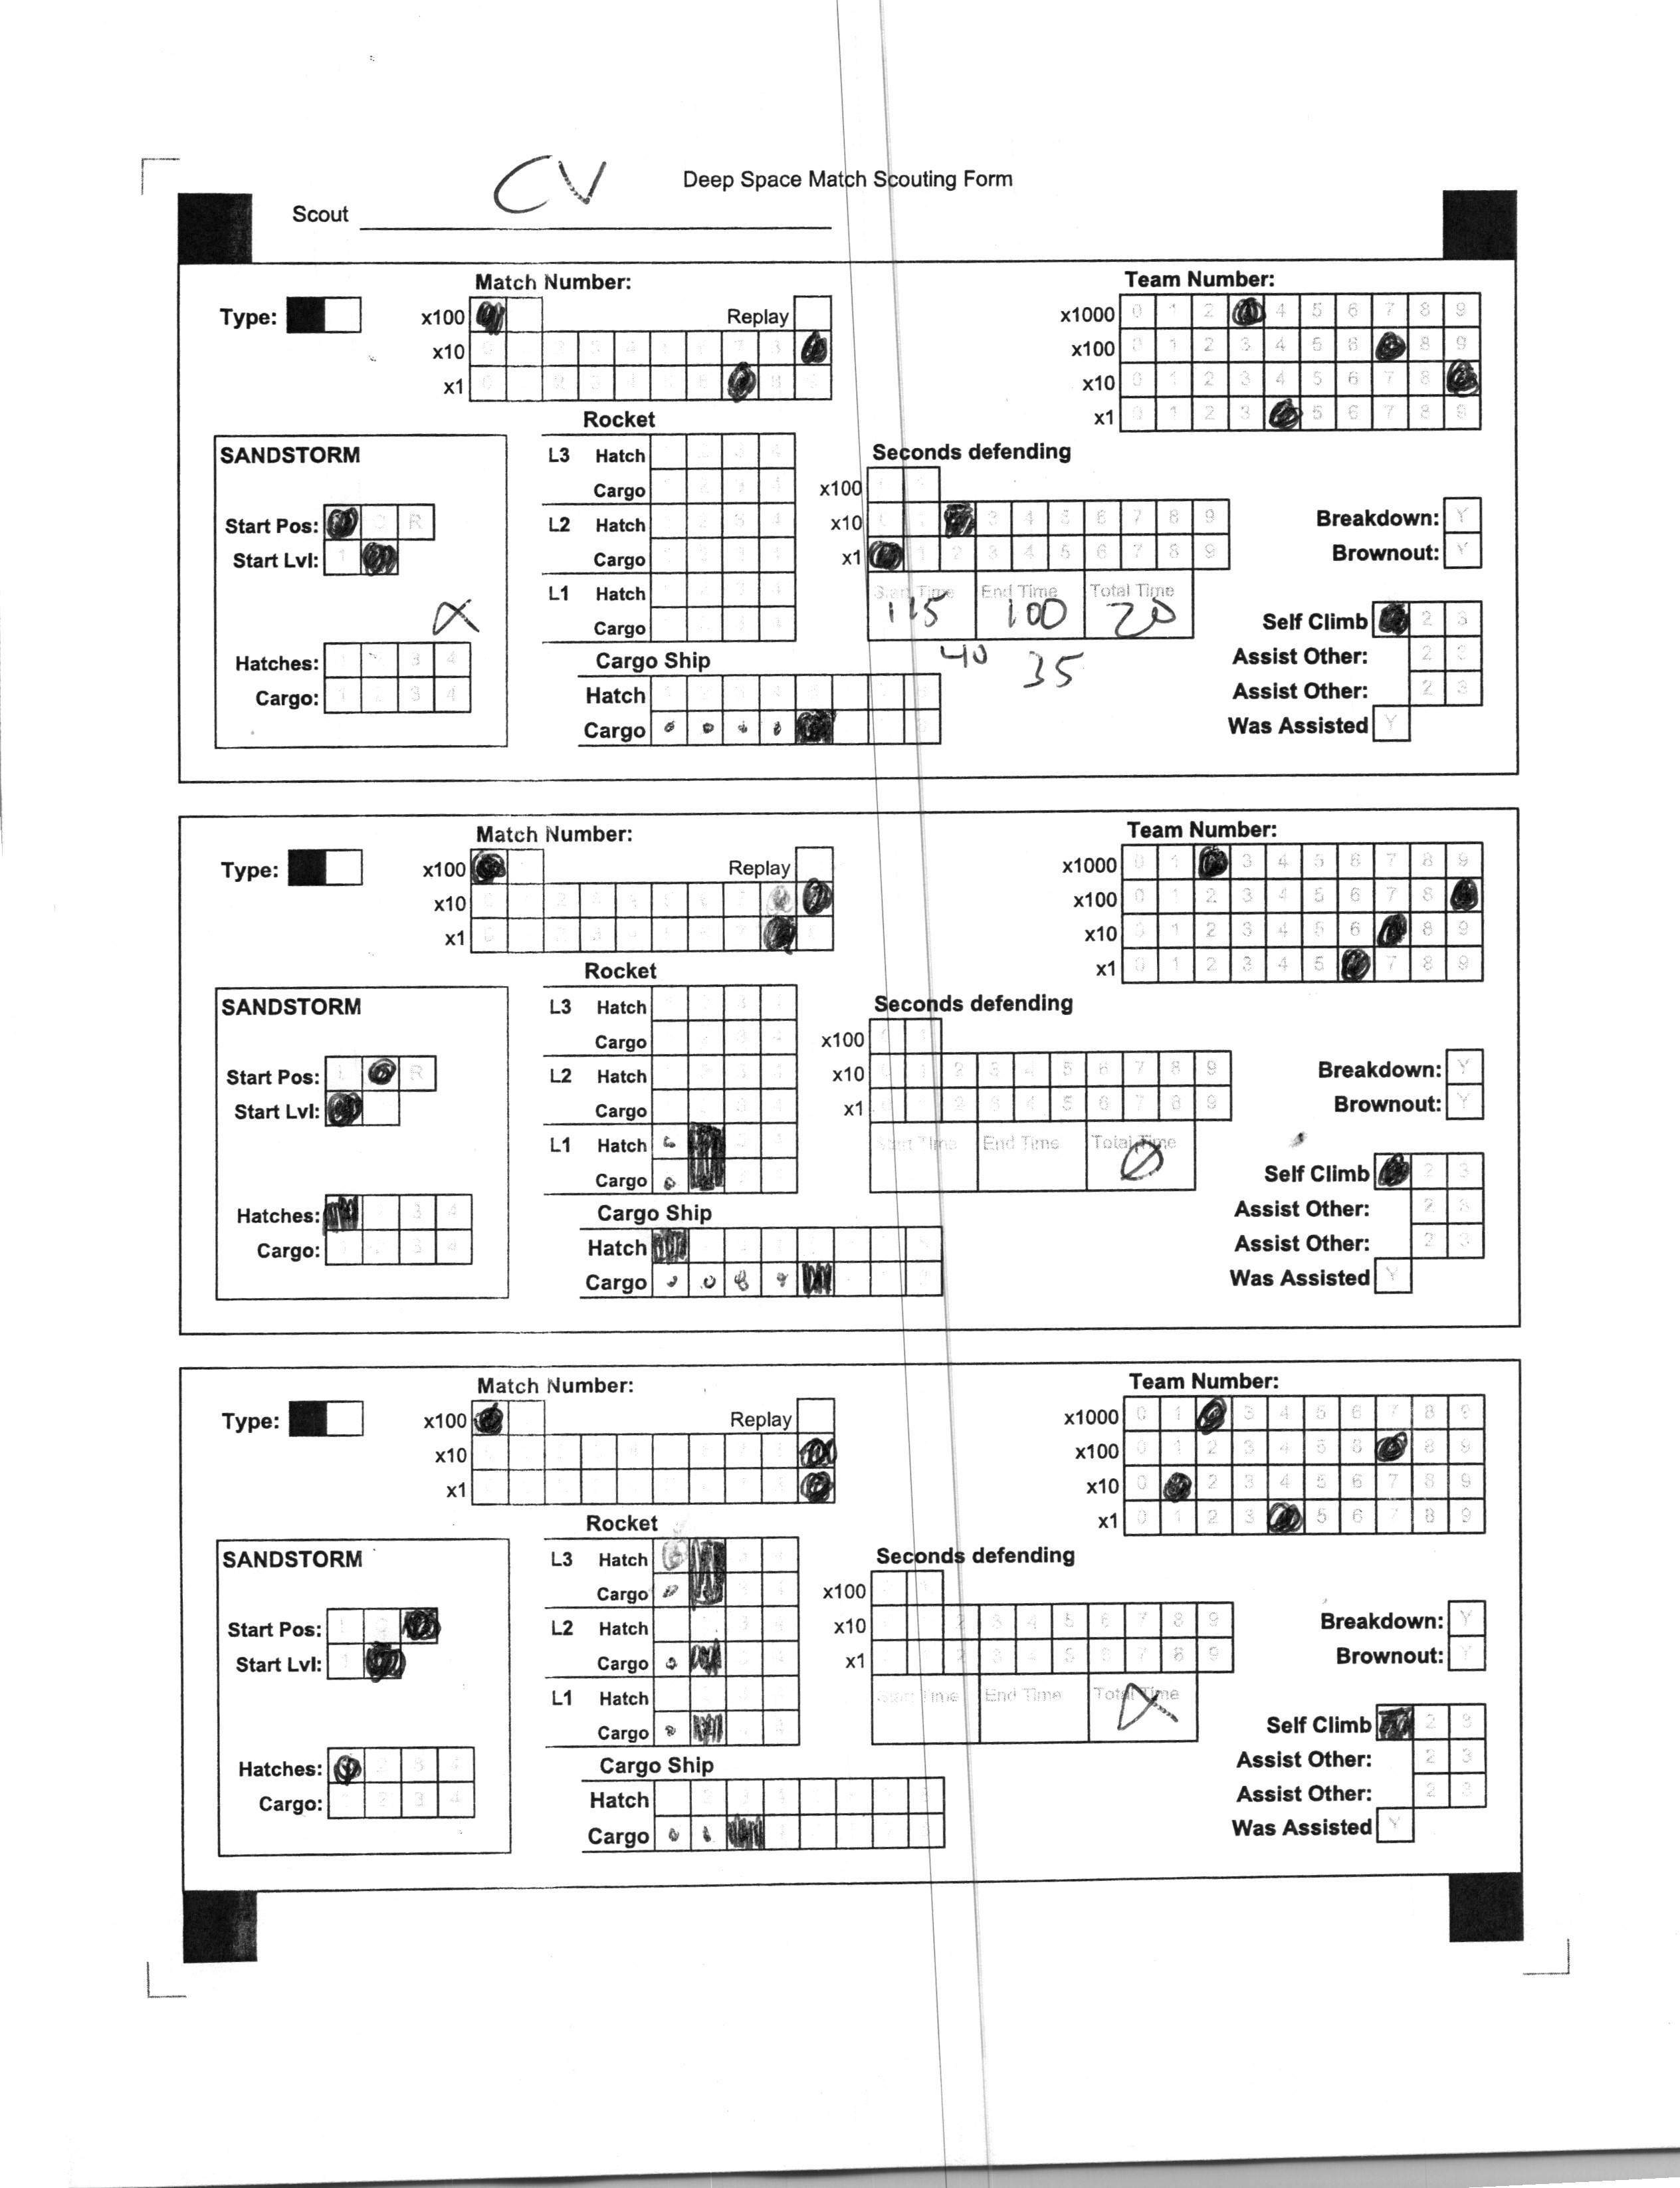 CV
Deep Space Match Scouting Form
Scout
Match Number:
Team Number:
Type:
x100
Replay
x1000 0 1 2 4 5 6 7 8 9
x10
x100 0 1 2 3 4 5 6 8 9
x1
x10 0 1 2 3 4 5 6 7 8
x1 0 1 2 3 5 6 7 8 9
Rocket
SANDSTORM
L3 Hatch
Seconds defending
Cargo
x100
Start Pos: R
L2 Hatch
x10 3 4 5 6 7 8 9
Breakdown: Y
Start Lvl: 1
Cargo
x1 1 2 3 4 5 6 7 8 9
Brownout: Y
L1 Hatch
Start Time End Time Total Time
115 100 20
Cargo
Self Climb 2 3
40 35
Hatches: 1 2 3 4
Cargo Ship
Assist Other: 2 3
Cargo: 1 2 3 4
Hatch
Assist Other: 2 3
Cargo
Was Assisted Y
Match Number:
Team Number:
Type:
x100
Replay
x1000 0 1 3 4 5 6 7 8 9
x10
x100 0 1 2 3 4 5 6 7 8
x1
x10 0 1 2 3 4 5 6 8 9
x1 0 1 2 3 4 5 7 8 9
Rocket
SANDSTORM
L3 Hatch
Seconds defending
Cargo
x100
Start Pos: R
L2 Hatch
x10 2 3 4 5 6 7 8 9
Breakdown: Y
Start Lvl:
Cargo
x1 2 3 4 5 6 7 8 9
Brownout: Y
L1 Hatch
Start Time End Time Total Time
Cargo
Self Climb 2 3
Hatches: 3 4
Cargo Ship
Assist Other: 2 3
Cargo: 1 2 3 4
Hatch
Assist Other: 2 3
Cargo
Was Assisted Y
Match Number:
Team Number:
Type:
x100
Replay
x1000 0 1 3 4 5 6 7 8 9
x10
x100 0 1 2 3 4 5 6 8 9
x1
x10 0 2 3 4 5 6 7 8 9
x1 0 1 2 3 5 6 7 8 9
Rocket
SANDSTORM
L3 Hatch
Seconds defending
Cargo
x100
Start Pos:
L2 Hatch
x10 2 3 4 5 6 7 8 9
Breakdown: Y
Start Lvl: 1
Cargo
x1 2 3 4 5 6 7 8 9
Brownout: Y
L1 Hatch
Start Time End Time Total Time
Cargo
Self Climb 2 3
Hatches: 2 3 4
Cargo Ship
Assist Other: 2 3
Cargo: 2 3 4
Hatch
Assist Other: 2 3
Cargo
Was Assisted Y